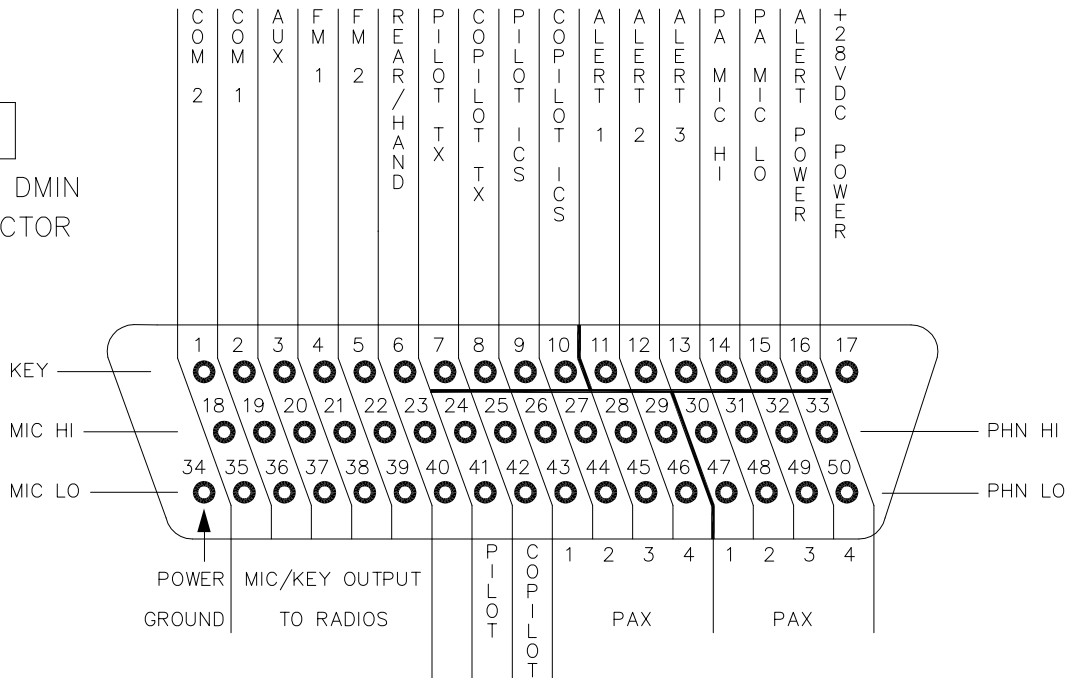 COM 2
COM 1
AUX
FM 1
FM 2
REAR/HAND
PILOT TX
COPILOT TX
PILOT ICS
COPILOT ICS
ALERT 1
ALERT 2
ALERT 3
PA MIC HI
PA MIC LO
ALERT POWER
+28VDC POWER
DMIN
CTOR
KEY
1 2 3 4 5 6 7 8 9 10 11 12 13 14 15 16 17
MIC HI
18 19 20 21 22 23 24 25 26 27 28 29 30 31 32 33
PHN HI
MIC LO
34 35 36 37 38 39 40 41 42 43 44 45 46 47 48 49 50
PHN LO
POWER
GROUND
MIC/KEY OUTPUT
TO RADIOS
PILOT
COPILOT
1 2 3 4
PAX
1 2 3 4
PAX